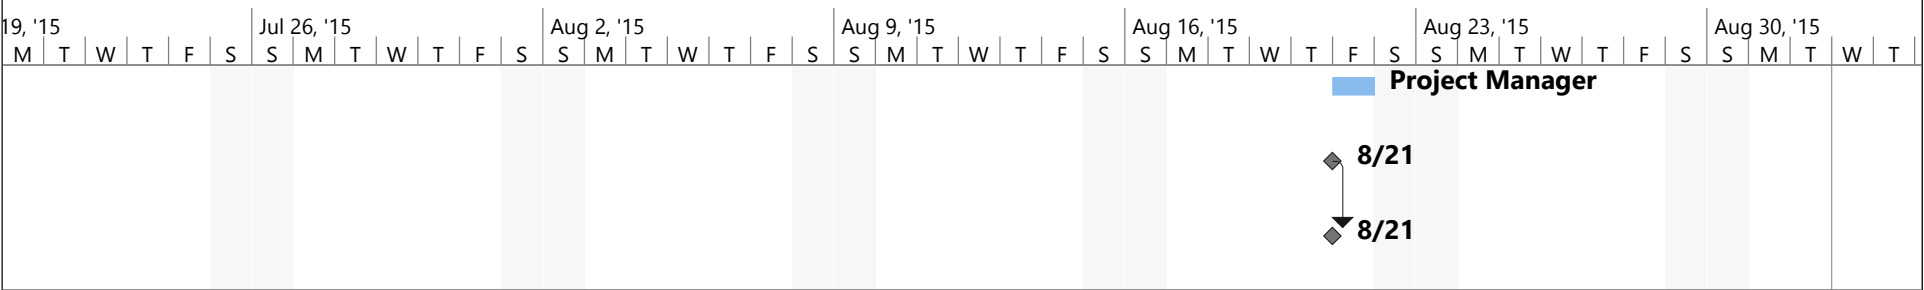 19, '15 Jul 26, '15 Aug 2, '15 Aug 9, '15 Aug 16, '15 Aug 23, '15 Aug 30, '15
M T W T F S S M T W T F S S M T W T F S S M T W T F S S M T W T F S S M T W T F S S M T W T
Project Manager
8/21
8/21